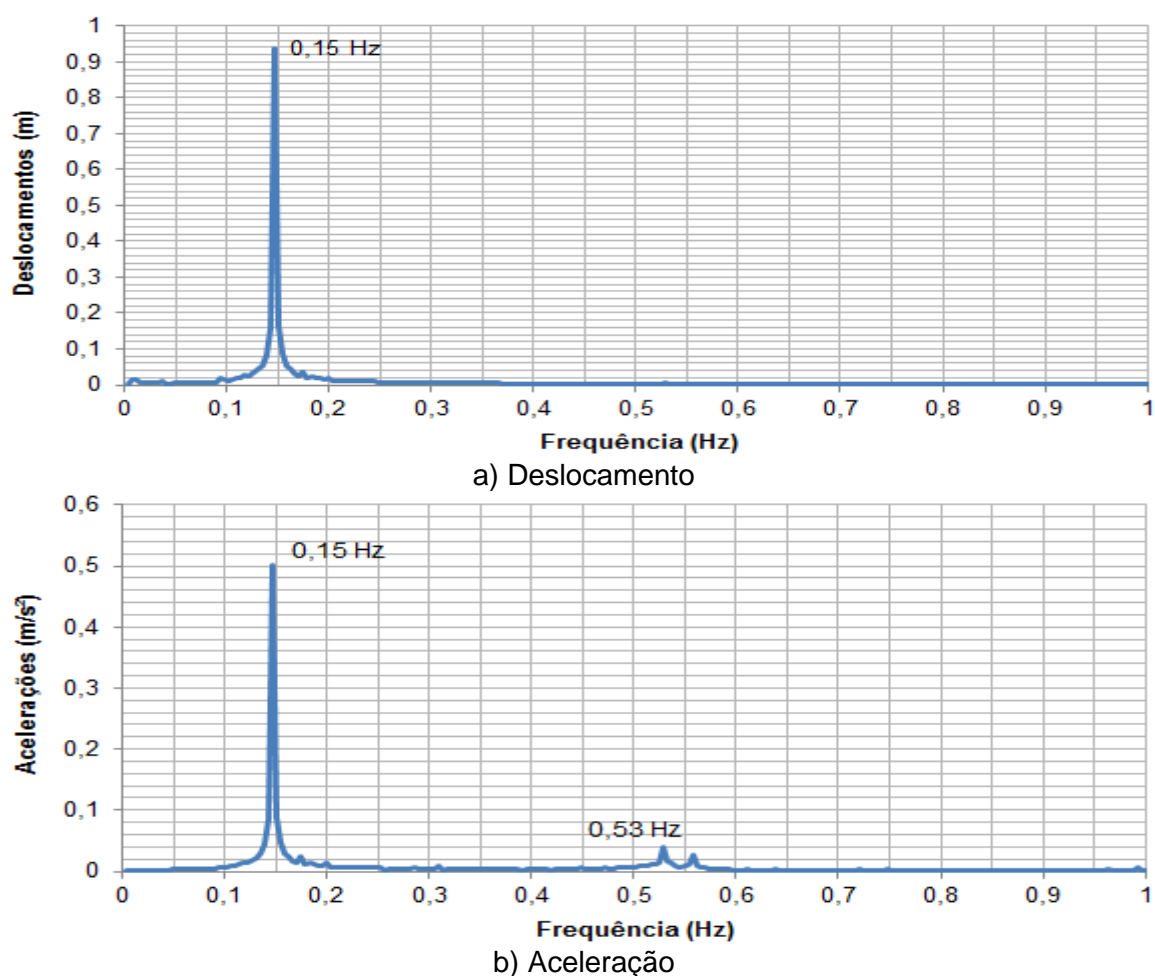 1
0,15 Hz
0,9
0,8
0,7
0,6
0,5
0,4
0,3
0,2
0,1
0
Deslocamentos (m)
0 0,1 0,2 0,3 0,4 0,5 0,6 0,7 0,8 0,9 1
Frequência (Hz)
a) Deslocamento
0,6
0,15 Hz
0,5
0,4
0,3
0,2
0,1
0,53 Hz
0
Acelerações (m/s²)
0 0,1 0,2 0,3 0,4 0,5 0,6 0,7 0,8 0,9 1
Frequência (Hz)
b) Aceleração